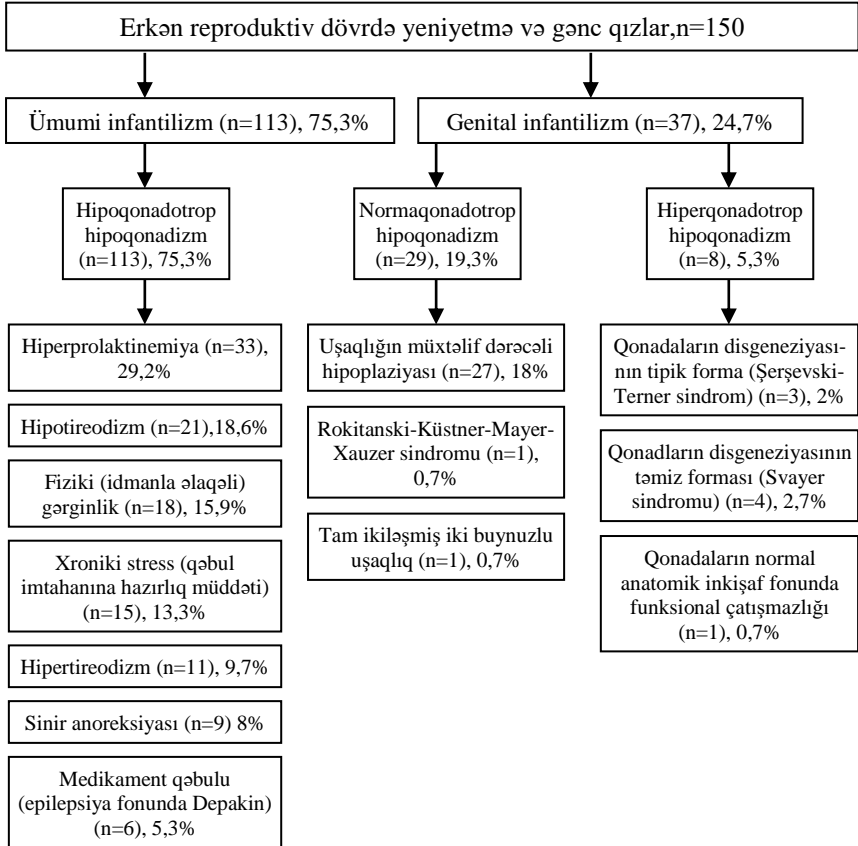 Erkən reproduktiv dövrdə yeniyetmə və gənc qızlar,n=150
Ümumi infantilizm (n=113), 75,3%
Genital infantilizm (n=37), 24,7%
Hipoqonadotrop
hipoqonadizm
(n=113), 75,3%
Normaqonadotrop
hipoqonadizm
(n=29), 19,3%
Hiperqonadotrop
hipoqonadizm
(n=8), 5,3%
Hiperprolaktinemiya (n=33),
29,2%
Hipotireodizm (n=21),18,6%
Fiziki (idmanla əlaqəli)
gərginlik (n=18), 15,9%
Xroniki stress (qəbul
imtahanına hazırlıq müddəti)
(n=15), 13,3%
Hipertireodizm (n=11), 9,7%
Sinir anoreksiyası (n=9) 8%
Medikament qəbulu
(epilepsiya fonunda Depakin)
(n=6), 5,3%
Uşaqlığın müxtəlif dərəcəli
hipoplaziyası (n=27), 18%
Rokitanski-Küstner-Mayer-
Xauzer sindromu (n=1),
0,7%
Tam ikiləşmiş iki buynuzlu
uşaqlıq (n=1), 0,7%
Qonadaların disgeneziyası-
nın tipik forma (Şerşevski-
Terner sindrom) (n=3), 2%
Qonadların disgeneziyasının
təmiz forması (Svayer
sindromu) (n=4), 2,7%
Qonadaların normal
anatomik inkişaf fonunda
funksional çatışmazlığı
(n=1), 0,7%